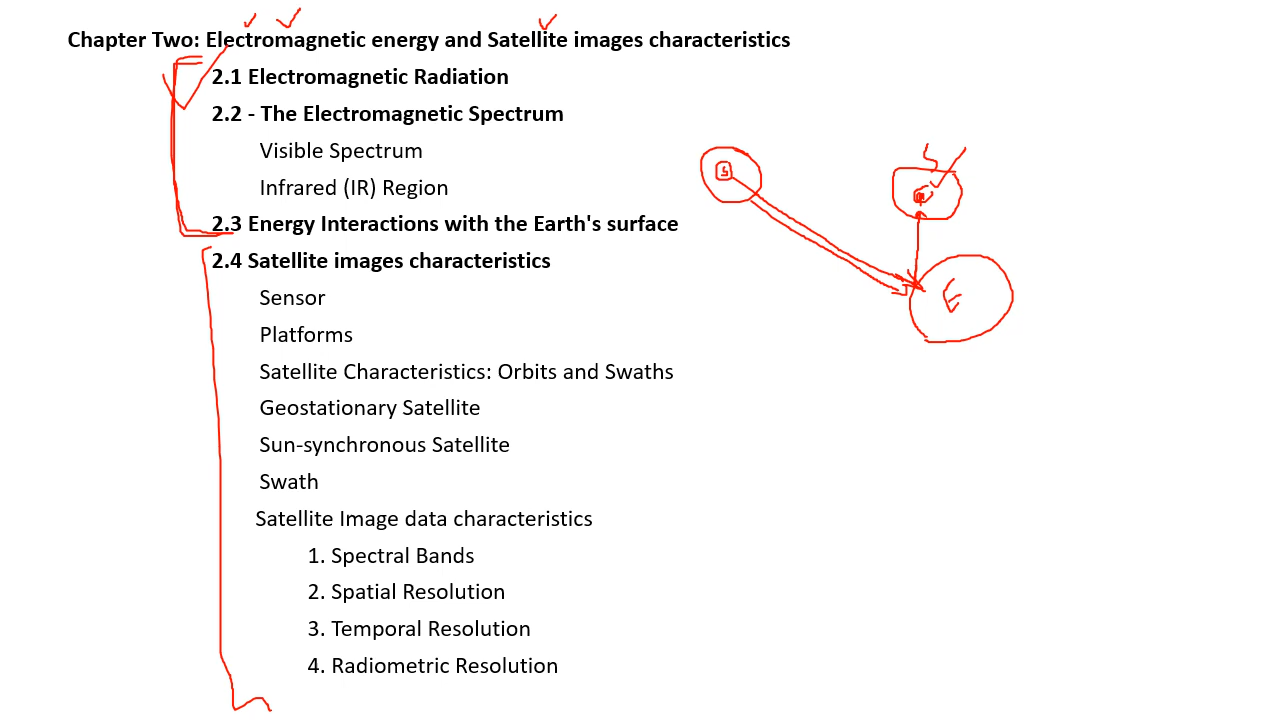 Chapter Two: Electromagnetic energy and Satellite images characteristics
2.1 Electromagnetic Radiation
2.2 - The Electromagnetic Spectrum
Visible Spectrum
Infrared (IR) Region
2.3 Energy Interactions with the Earth's surface
2.4 Satellite images characteristics
Sensor
Platforms
Satellite Characteristics: Orbits and Swaths
Geostationary Satellite
Sun-synchronous Satellite
Swath
Satellite Image data characteristics
1. Spectral Bands
2. Spatial Resolution
3. Temporal Resolution
4. Radiometric Resolution
S
S
E